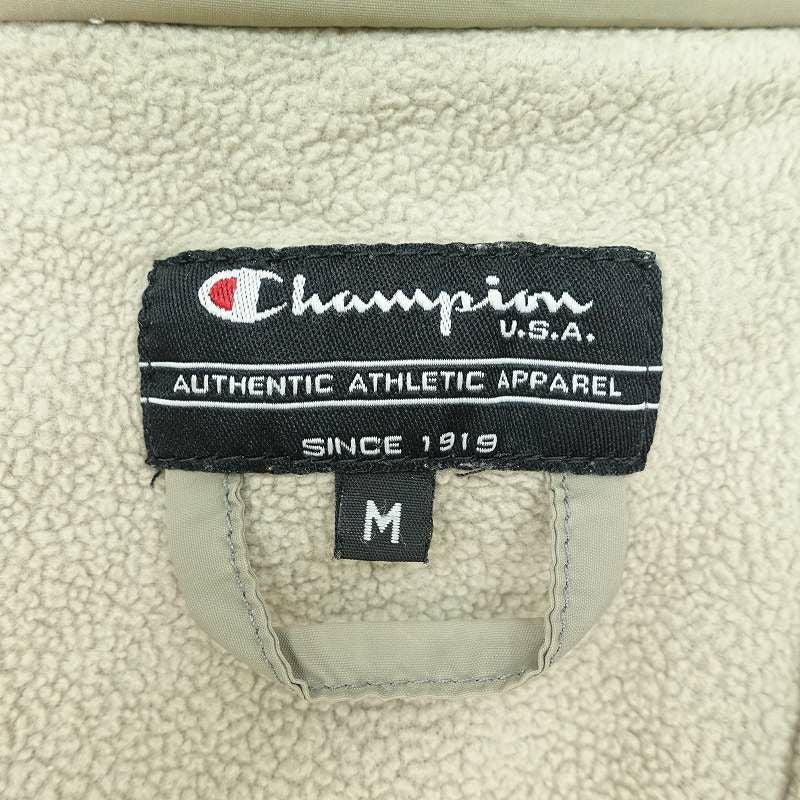 Champion
U.S.A.
AUTHENTIC ATHLETIC APPAREL
SINCE 1919
M